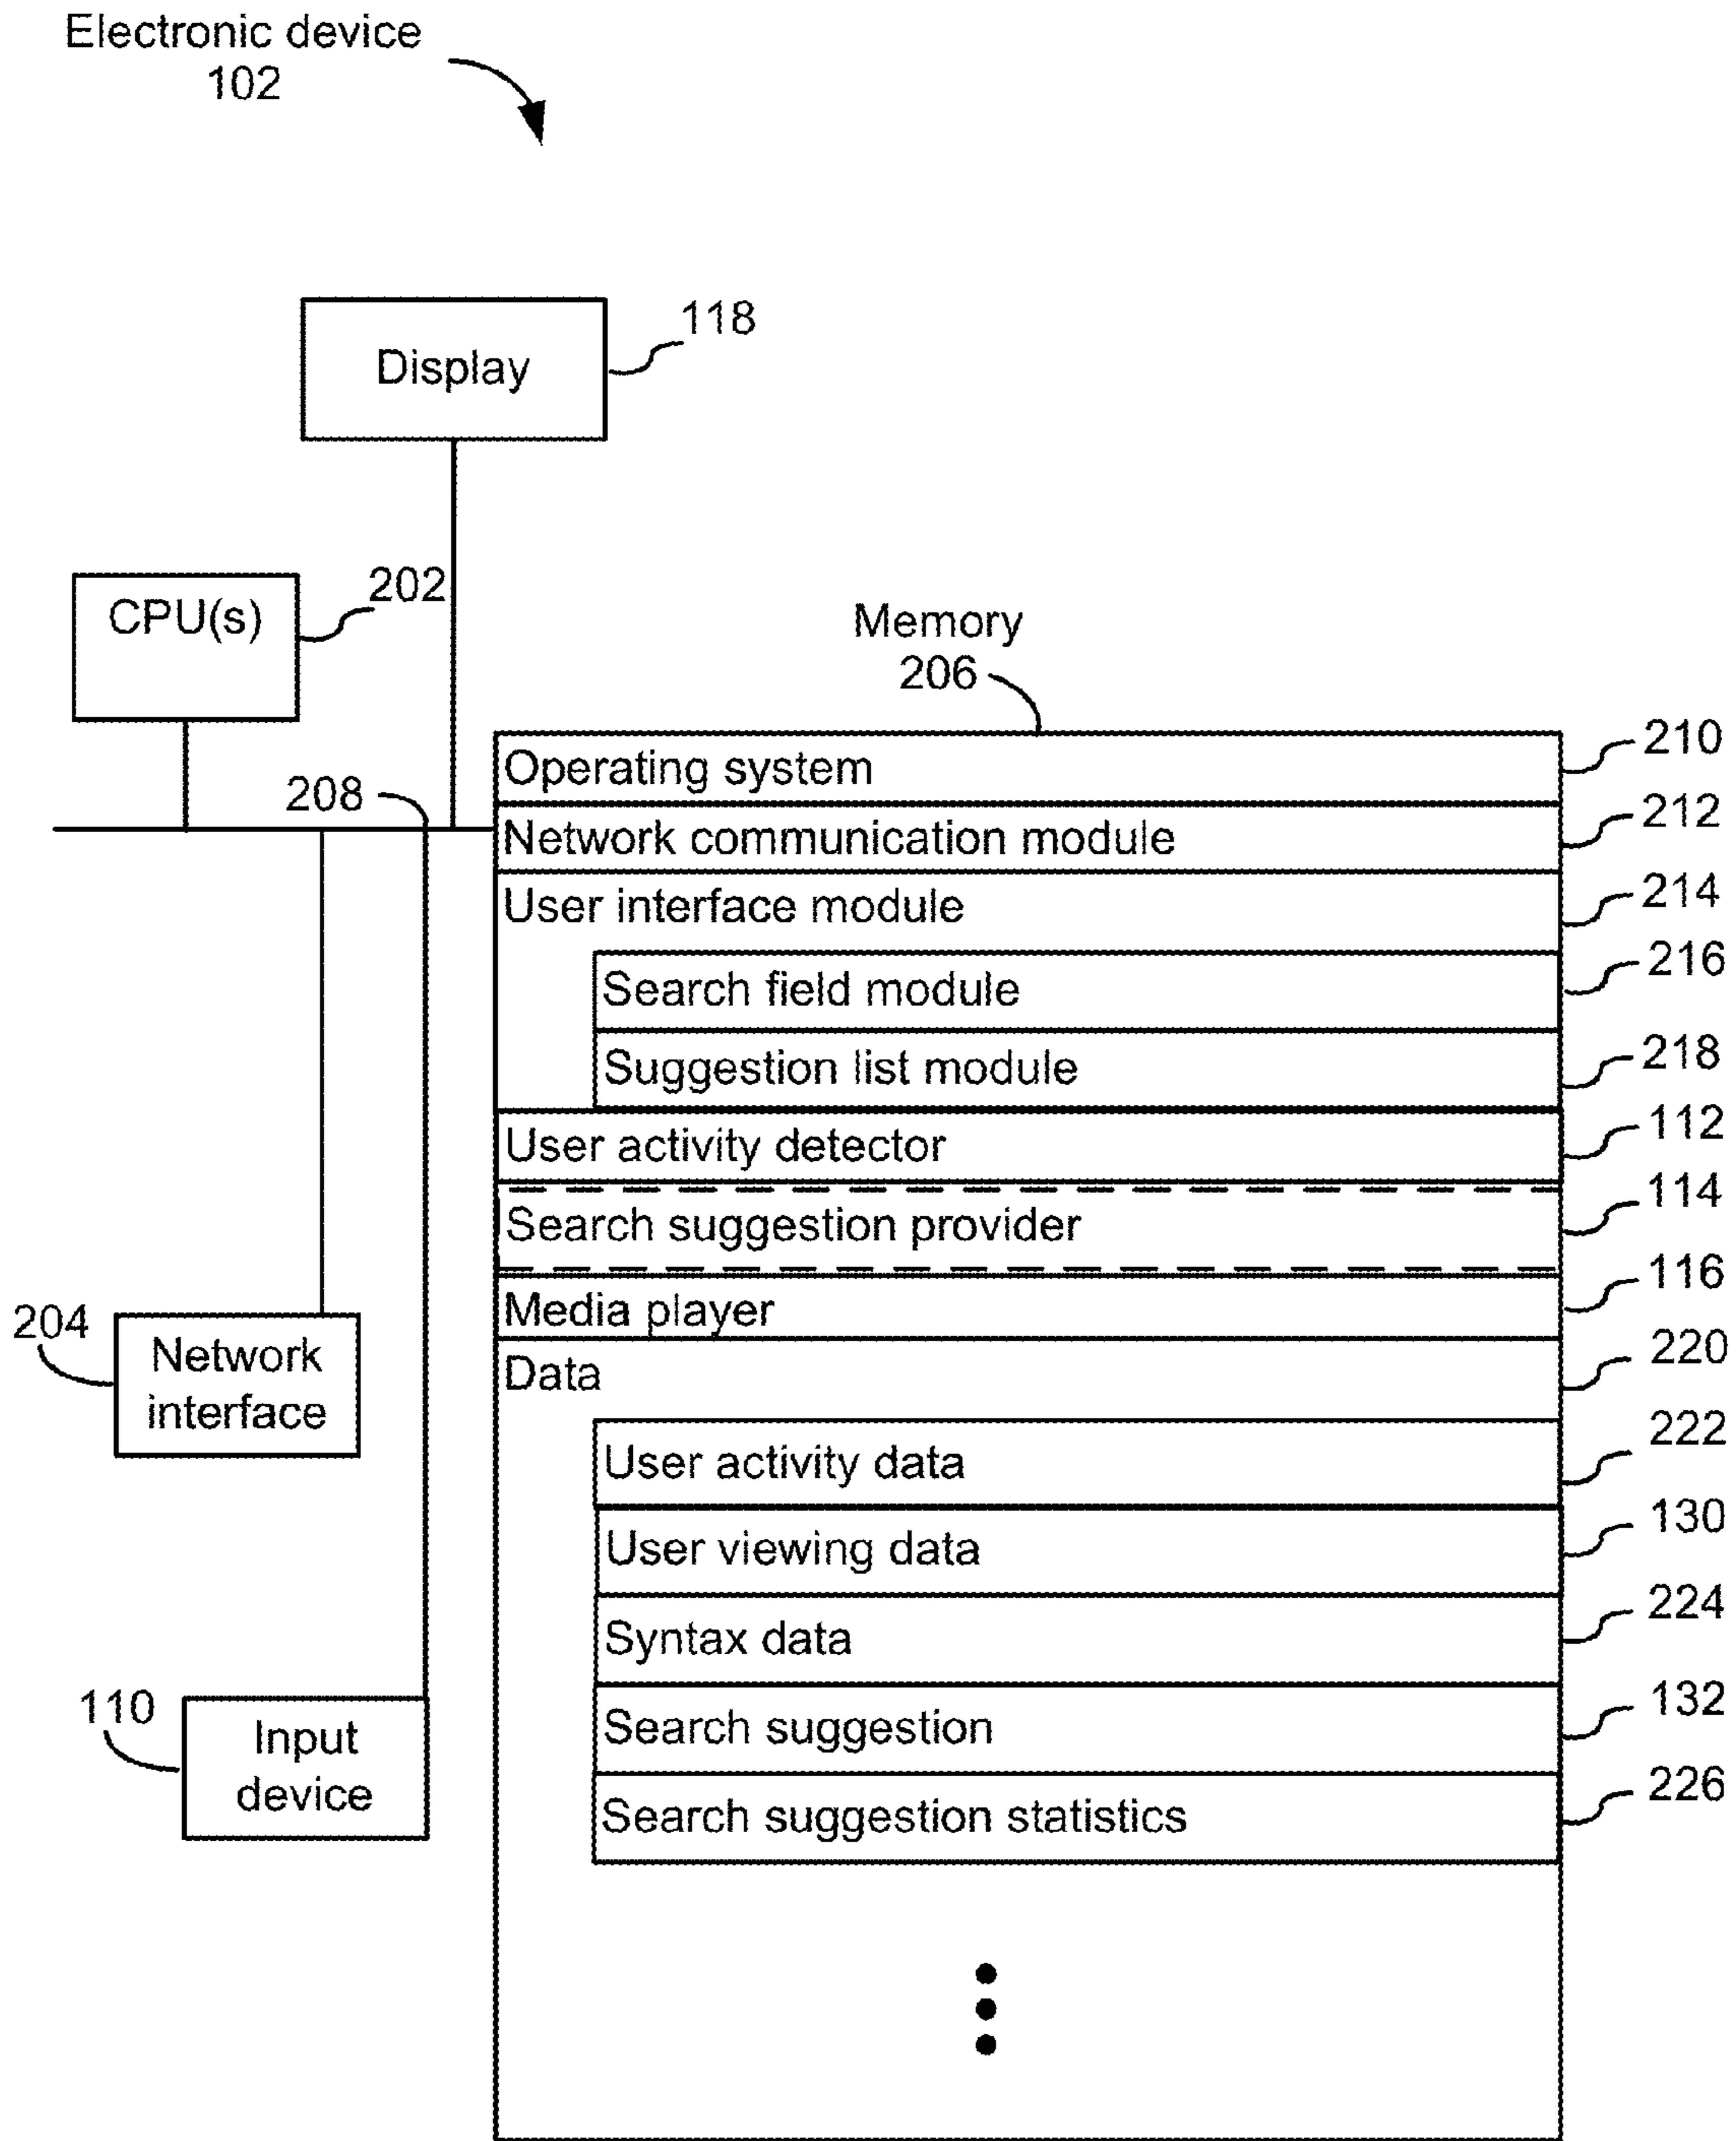 Electronic device
102
Display
118
CPU(s)
202
Memory
206
208
Operating system
210
Network communication module
212
User interface module
214
Search field module
216
Suggestion list module
218
User activity detector
112
Search suggestion provider
114
Media player
116
204
Network
interface
Data
220
User activity data
222
User viewing data
130
Syntax data
224
110
Input
device
Search suggestion
132
Search suggestion statistics
226